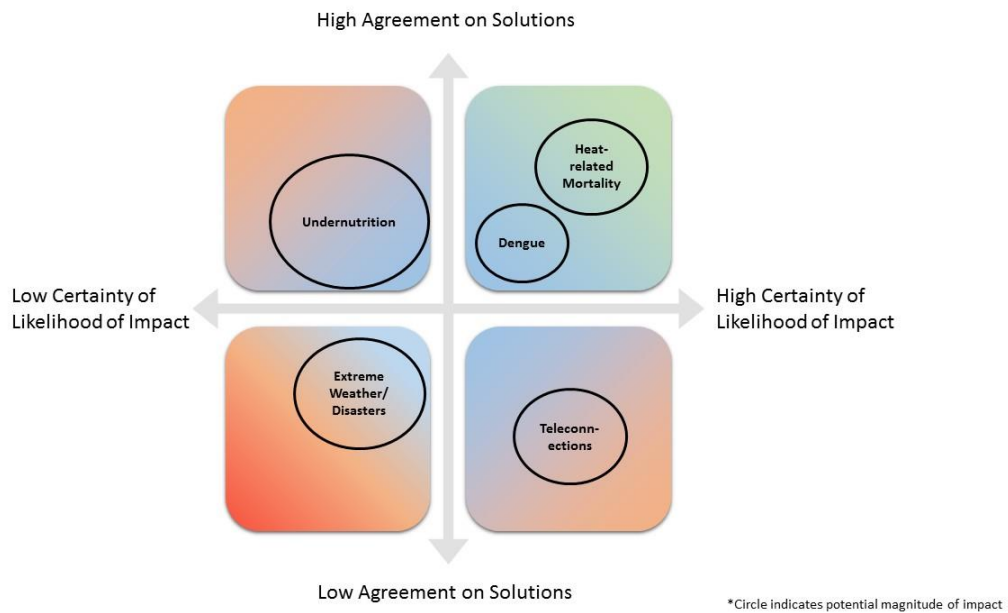 High Agreement on Solutions
Heat-
related
Mortality
Undernutrition
Dengue
Low Certainty of
Likelihood of Impact
High Certainty of
Likelihood of Impact
Extreme
Weather/
Disasters
Teleconn-
ections
Low Agreement on Solutions
*Circle indicates potential magnitude of impact